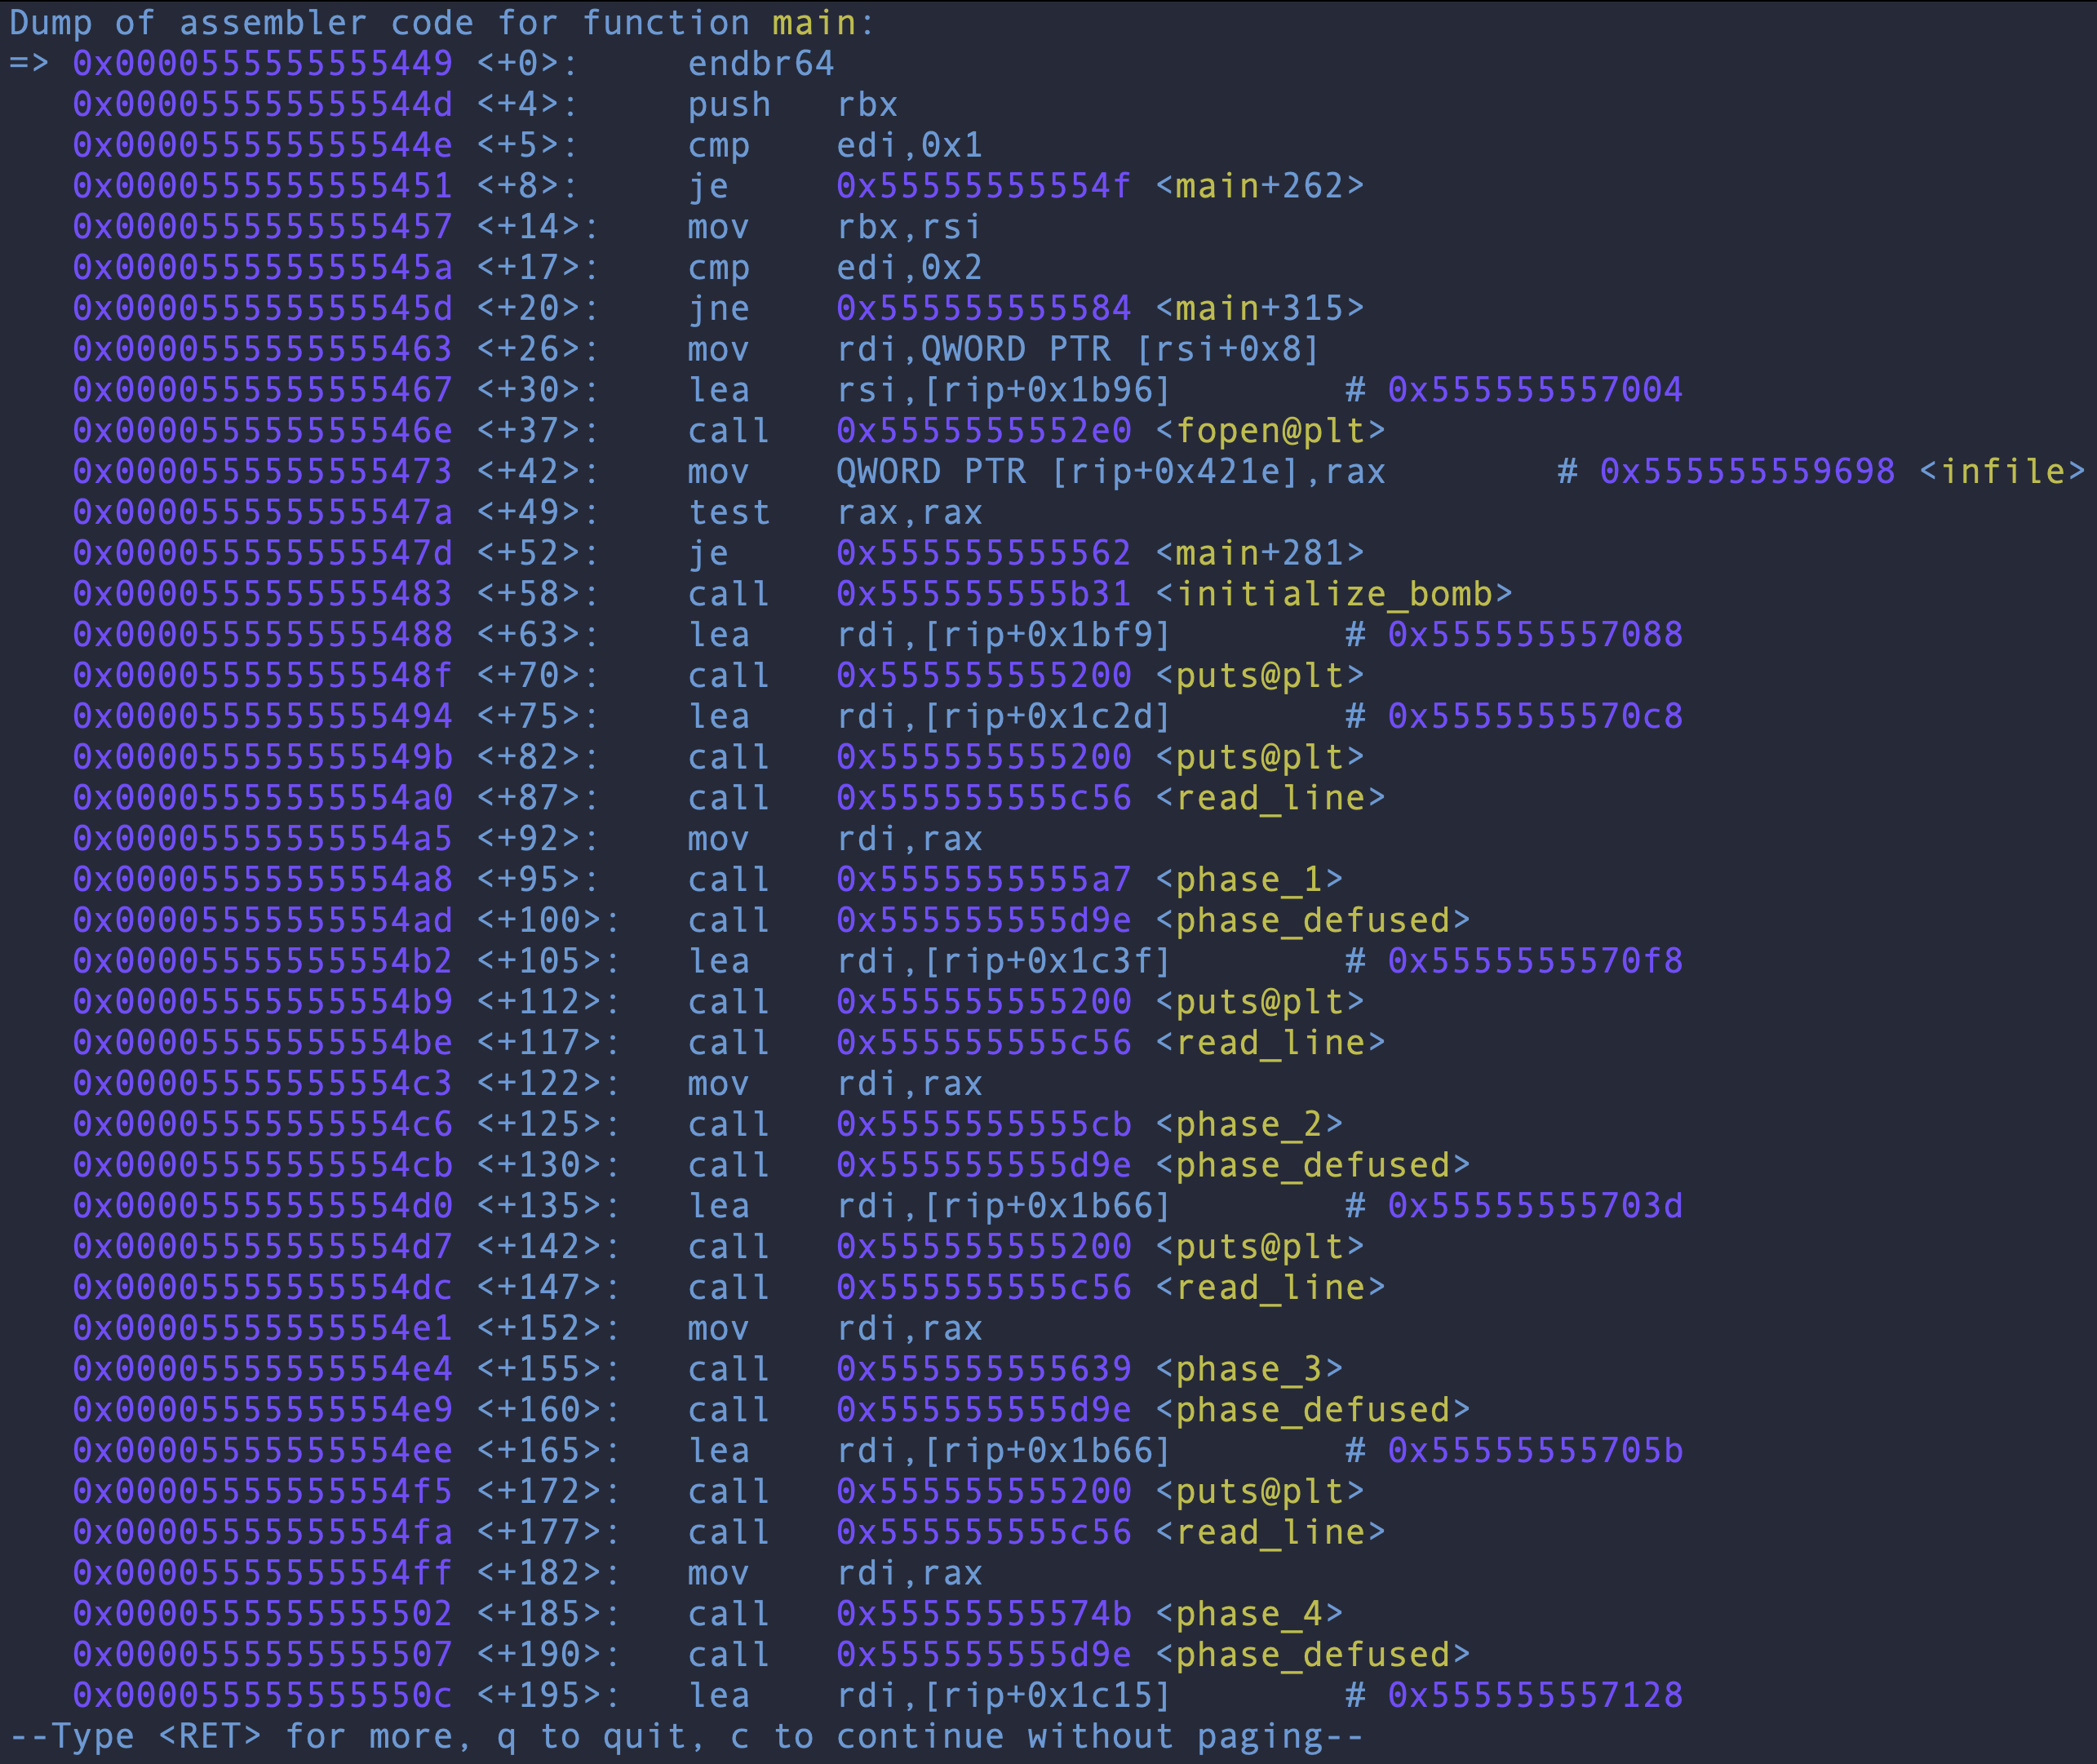 Dump of assembler code for function main:
=> 0x0000555555555449 <+0>:     endbr64
   0x000055555555544d <+4>:     push   rbx
   0x000055555555544e <+5>:     cmp    edi,0x1
   0x0000555555555451 <+8>:     je     0x55555555554f <main+262>
   0x0000555555555457 <+14>:    mov    rbx,rsi
   0x000055555555545a <+17>:    cmp    edi,0x2
   0x000055555555545d <+20>:    jne    0x555555555584 <main+315>
   0x0000555555555463 <+26>:    mov    rdi,QWORD PTR [rsi+0x8]
   0x0000555555555467 <+30>:    lea    rsi,[rip+0x1b96]        # 0x555555557004
   0x000055555555546e <+37>:    call   0x5555555552e0 <fopen@plt>
   0x0000555555555473 <+42>:    mov    QWORD PTR [rip+0x421e],rax        # 0x555555559698 <infile>
   0x000055555555547a <+49>:    test   rax,rax
   0x000055555555547d <+52>:    je     0x555555555562 <main+281>
   0x0000555555555483 <+58>:    call   0x555555555b31 <initialize_bomb>
   0x0000555555555488 <+63>:    lea    rdi,[rip+0x1bf9]        # 0x555555557088
   0x000055555555548f <+70>:    call   0x555555555200 <puts@plt>
   0x0000555555555494 <+75>:    lea    rdi,[rip+0x1c2d]        # 0x5555555570c8
   0x000055555555549b <+82>:    call   0x555555555200 <puts@plt>
   0x00005555555554a0 <+87>:    call   0x555555555c56 <read_line>
   0x00005555555554a5 <+92>:    mov    rdi,rax
   0x00005555555554a8 <+95>:    call   0x5555555555a7 <phase_1>
   0x00005555555554ad <+100>:   call   0x555555555d9e <phase_defused>
   0x00005555555554b2 <+105>:   lea    rdi,[rip+0x1c3f]        # 0x5555555570f8
   0x00005555555554b9 <+112>:   call   0x555555555200 <puts@plt>
   0x00005555555554be <+117>:   call   0x555555555c56 <read_line>
   0x00005555555554c3 <+122>:   mov    rdi,rax
   0x00005555555554c6 <+125>:   call   0x5555555555cb <phase_2>
   0x00005555555554cb <+130>:   call   0x555555555d9e <phase_defused>
   0x00005555555554d0 <+135>:   lea    rdi,[rip+0x1b66]        # 0x55555555703d
   0x00005555555554d7 <+142>:   call   0x555555555200 <puts@plt>
   0x00005555555554dc <+147>:   call   0x555555555c56 <read_line>
   0x00005555555554e1 <+152>:   mov    rdi,rax
   0x00005555555554e4 <+155>:   call   0x555555555639 <phase_3>
   0x00005555555554e9 <+160>:   call   0x555555555d9e <phase_defused>
   0x00005555555554ee <+165>:   lea    rdi,[rip+0x1b66]        # 0x55555555705b
   0x00005555555554f5 <+172>:   call   0x555555555200 <puts@plt>
   0x00005555555554fa <+177>:   call   0x555555555c56 <read_line>
   0x00005555555554ff <+182>:   mov    rdi,rax
   0x0000555555555502 <+185>:   call   0x55555555574b <phase_4>
   0x0000555555555507 <+190>:   call   0x555555555d9e <phase_defused>
   0x000055555555550c <+195>:   lea    rdi,[rip+0x1c15]        # 0x555555557128
--Type <RET> for more, q to quit, c to continue without paging--